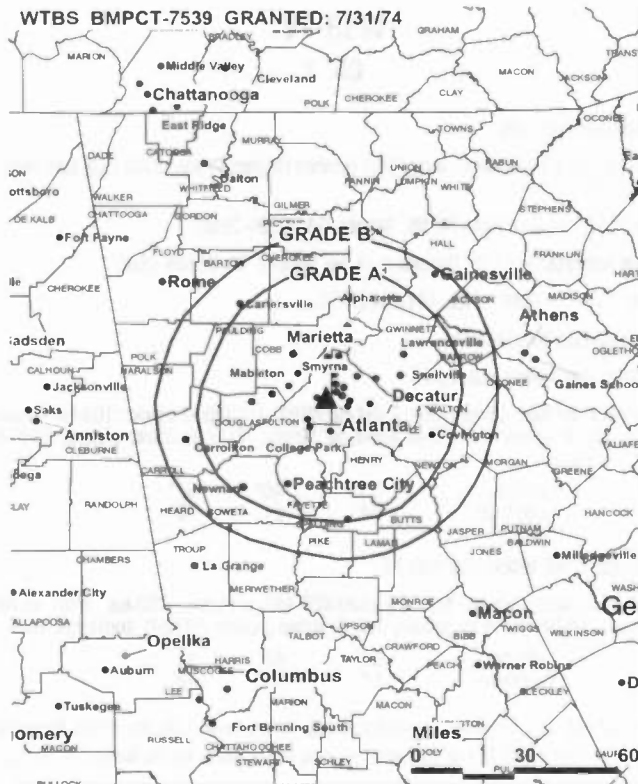 WTBS BMPCT-7539 GRANTED: 7/31/74
BRADLEY
GRAHAM
MARION
Middle Valley
Cleveland
MACON
JACKSON
Chattanooga
POLK
CHEROKEE
CLAY
East Ridge
TOWNS
OCONEE
DADE
CATOOSA
MURRAY
UNION
RABUN
Dalton
WHITFIELD
FANNIN
LUMPKIN
WHITE
WALKER
CHATTOOGA
GORDON
GILMER
STEPHENS
DE KALB
PICKENS
Fort Payne
GRADE B
HALL
FRANKLIN
FLOYD
BARTOW
CHEROKEE
Rome
GRADE A
Gainesville
CHEROKEE
MADISON
Cartersville
Alpharetta
JACKSON
Athens
PAULDING
GWINNETT
Marietta
Lawrenceville
POLK
COBB
BARROW
CALHOUN
HARALSON
Smyrna
Jacksonville
Mableton
Snellville
OCONEE
Gaines Schoo
Decatur
Saks
WALTON
DOUGLAS
FULTON
Atlanta
Anniston
Carrollton
College Park
Covington
CLEBURNE
HENRY
CARROLL
NEWTON
MORGAN
GREENE
Newnan
Peachtree City
RANDOLPH
HEARD
COWETA
FAYETTE
HANCOCK
SPALDING
BUTTS
JASPER
PUTNAM
PIKE
LAMAR
JONES
BALDWIN
CHAMBERS
TROUP
Milledgeville
La Grange
Alexander City
MERIWETHER
MONROE
Ge
UPSON
Macon
TALBOT
BIBB
TWIGGS
WILKINSON
Opelika
CRAWFORD
HARRIS
TAYLOR
PEACH
Auburn
MUSCOGEE
Columbus
Warner Robins
LEE
MARION
MACON
BLECKLEY
Tuskegee
Fort Benning South
Miles
RUSSELL
MACON
CHATTAHOOCHEE
STEWART
SCHLEY
0 30 60